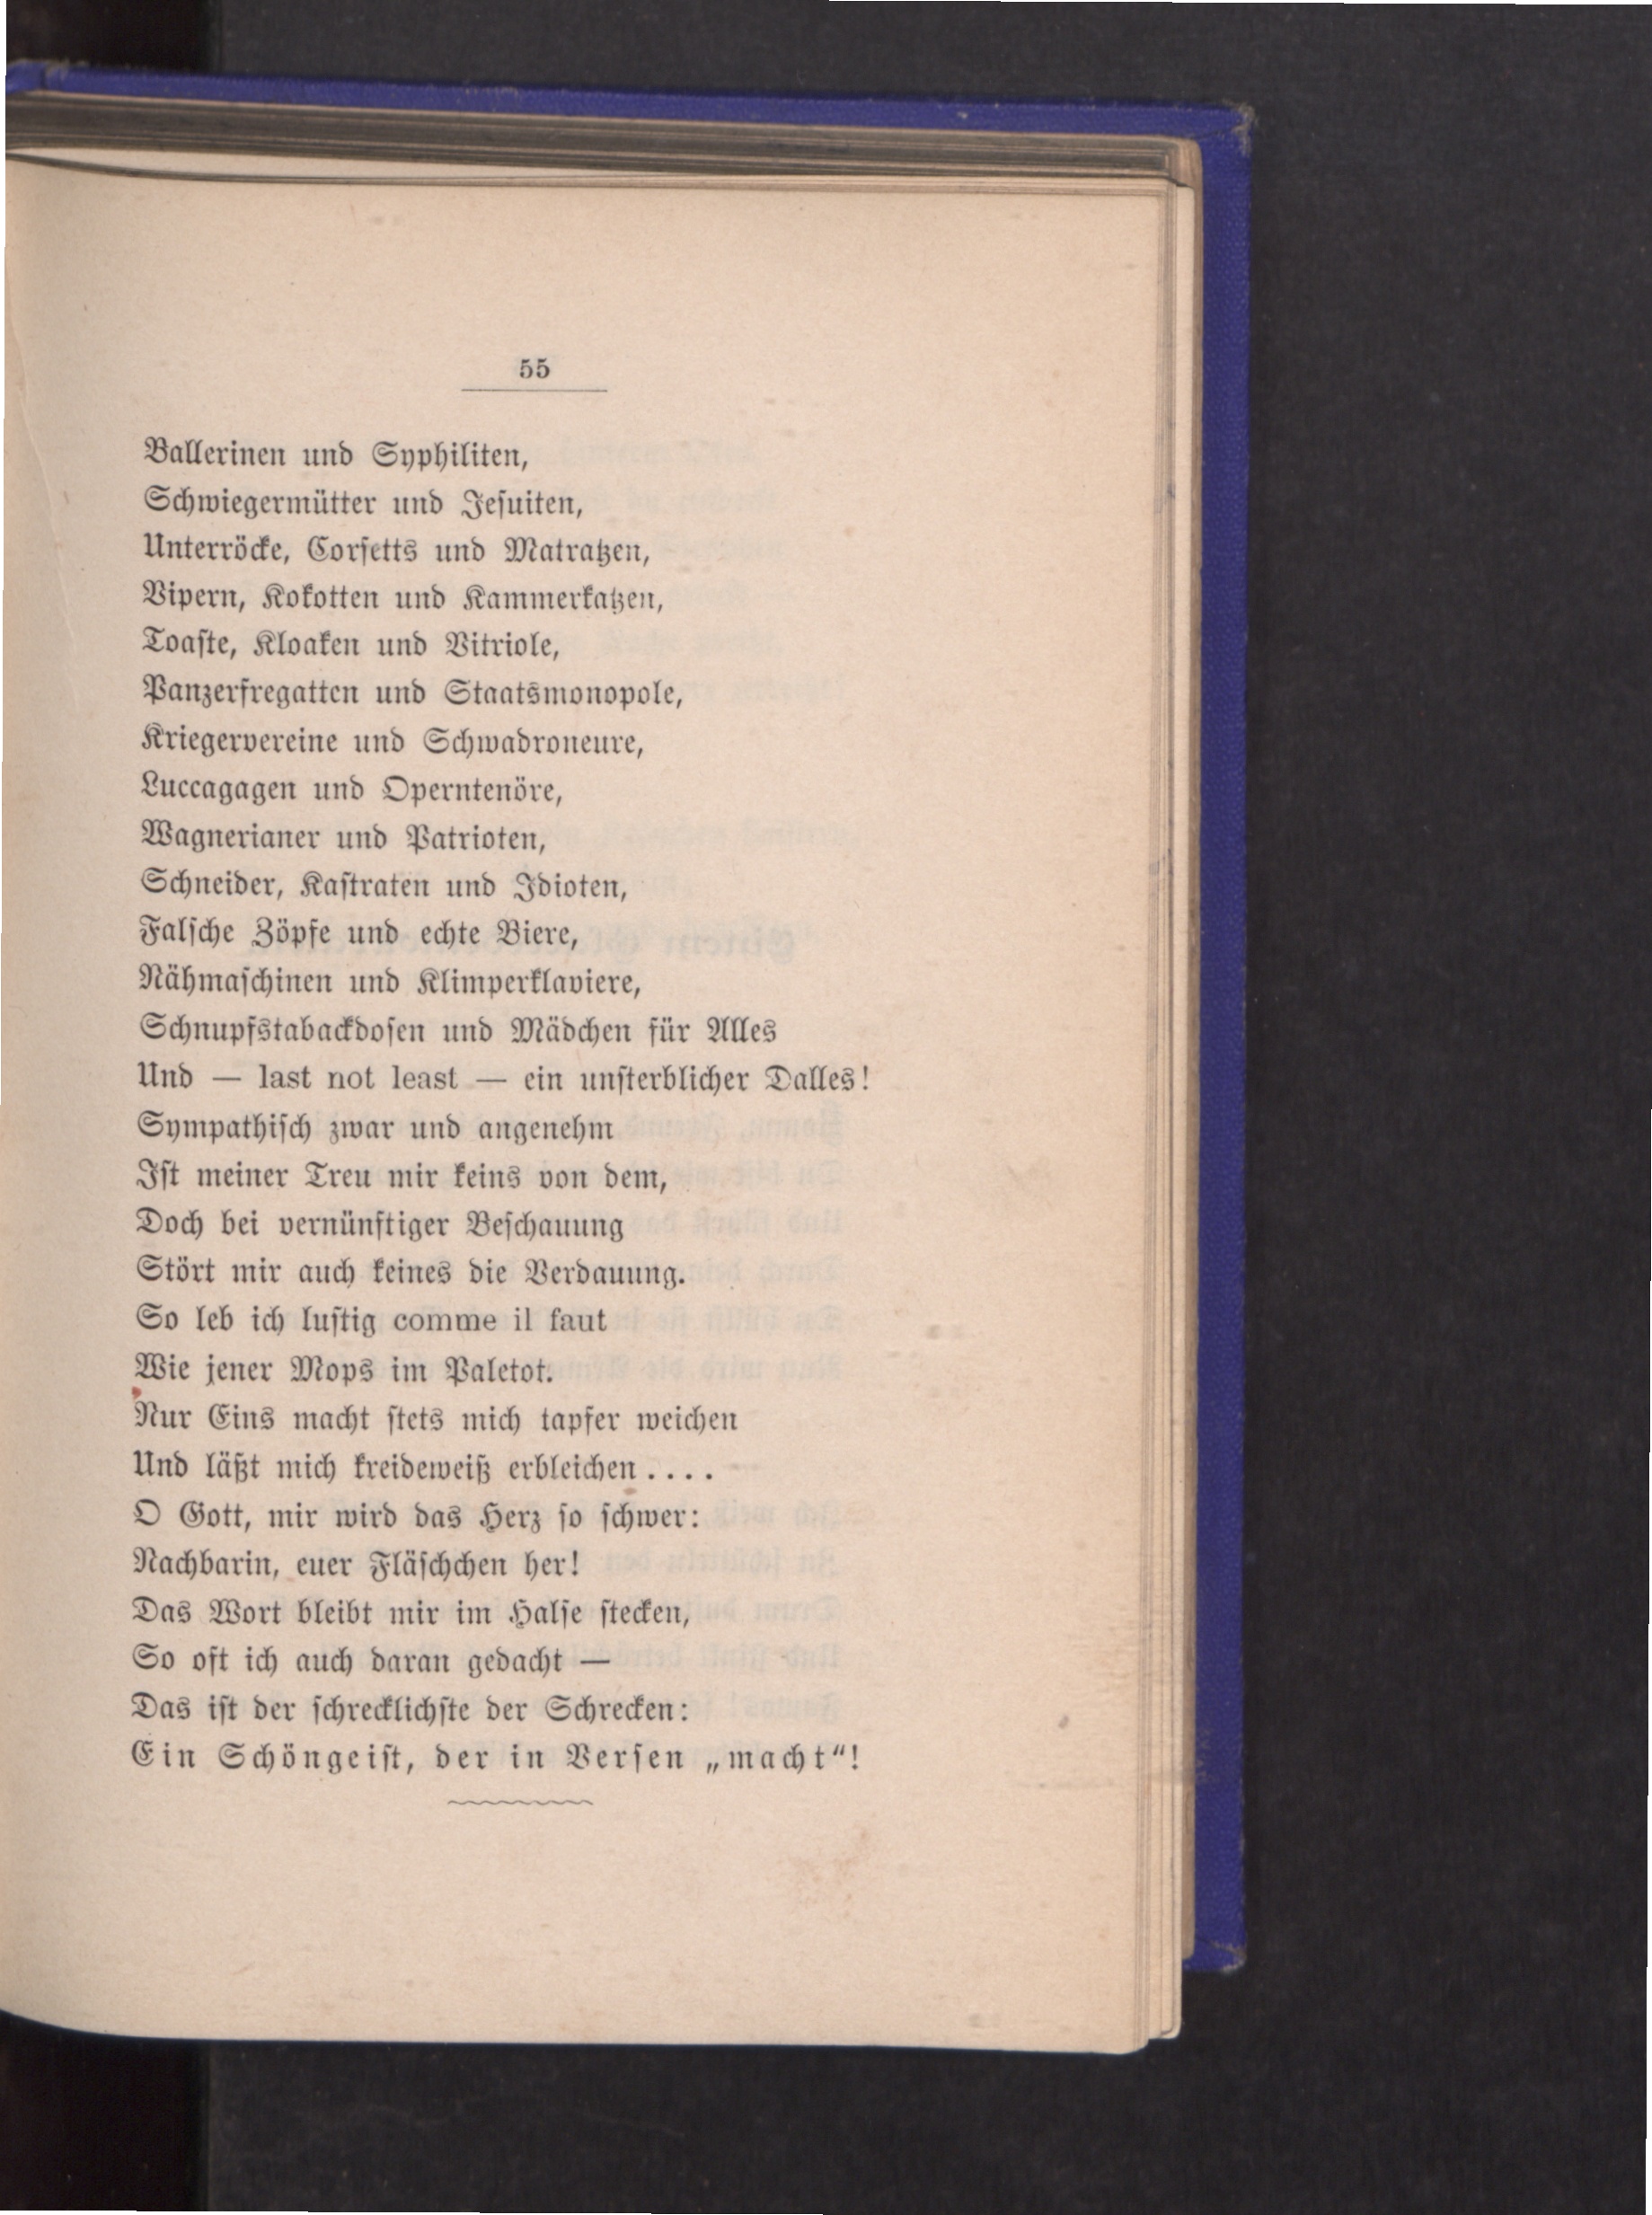 55
Ballerinen und Syphiliten,
Schwiegermütter und Jeſuiten,
Unterröcke, Corſetts und Matratzen,
Vipern, Kokotten und Kammerkatzen,
Toaſte, Kloaken und Vitriole,
Panzerfregatten und Staatsmonopole,
Kriegervereine und Schwadroneure,
Luccagagen und Operntenöre,
Wagnerianer und Patrioten,
Schneider, Kaſtraten und Idioten,
Falſche Zöpfe und echte Biere,
Nähmaſchinen und Klimperklaviere,
Schnupfstabackdoſen und Mädchen für Alles
Und — last not least — ein unſterblicher Dalles!
Sympathiſch zwar und angenehm
Iſt meiner Treu mir keins von dem,
Doch bei vernünftiger Beſchauung
Stört mir auch keines die Verdauung.
So leb ich luſtig comme il faut
Wie jener Mops im Paletot.
Nur Eins macht ſtets mich tapfer weichen
Und läßt mich kreideweiß erbleichen . . . .
O Gott, mir wird das Herz ſo ſchwer:
Nachbarin, euer Fläſchchen her!
Das Wort bleibt mir im Halſe ſtecken,
So oft ich auch daran gedacht —
Das iſt der ſchrecklichſte der Schrecken:
Ein Schöngeiſt, der in Verſen „macht“!